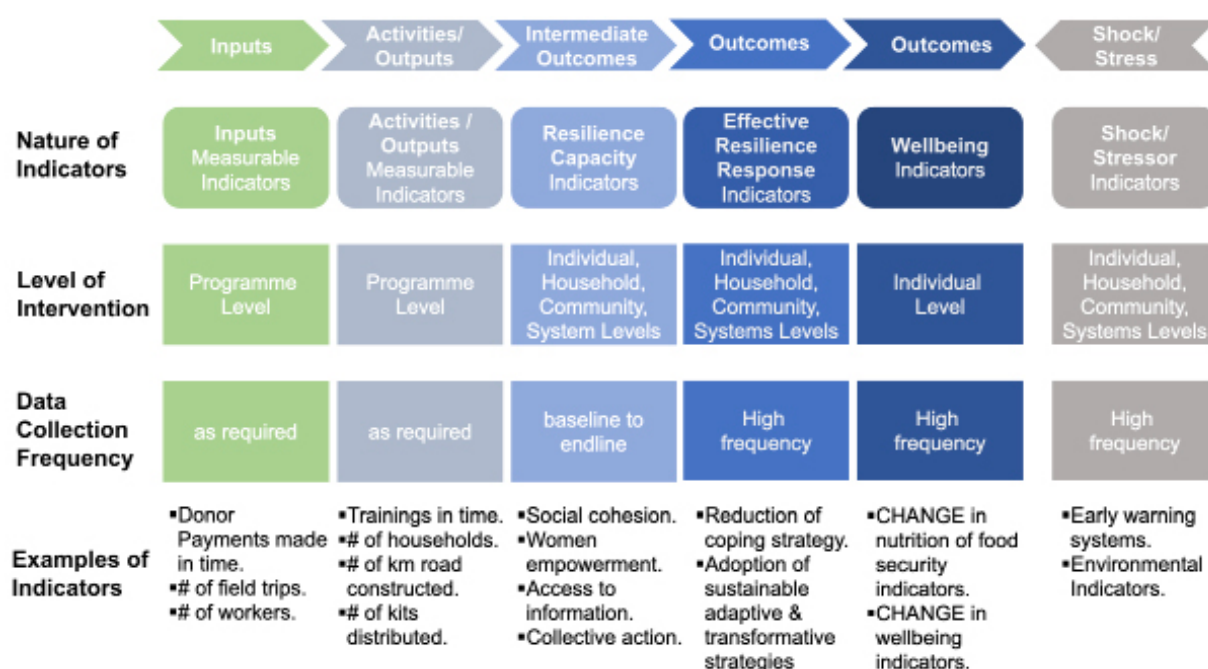 Inputs
Activities/
Outputs
Intermediate
Outcomes
Outcomes
Outcomes
Shock/
Stress
Nature of
Indicators
Inputs
Measurable
Indicators
Activities /
Outputs
Measurable
Indicators
Resilience
Capacity
Indicators
Effective
Resilience
Response
Indicators
Wellbeing
Indicators
Shock/
Stressor
Indicators
Level of
Intervention
Programme
Level
Programme
Level
Individual,
Household,
Community,
System Levels
Individual,
Household,
Community,
Systems Levels
Individual
Level
Individual,
Household,
Community,
Systems Levels
Data
Collection
Frequency
as required
as required
baseline to
endline
High
frequency
High
frequency
High
frequency
Examples of
Indicators
▪Donor
Payments made
in time.
▪# of field trips.
▪# of workers.
▪Trainings in time.
▪# of households.
▪# of km road
constructed.
▪# of kits
distributed.
▪Social cohesion.
▪Women
empowerment.
▪Access to
information.
▪Collective action.
▪Reduction of
coping strategy.
▪Adoption of
sustainable
adaptive &
transformative
strategies
▪CHANGE in
nutrition of food
security
indicators.
▪CHANGE in
wellbeing
indicators.
▪Early warning
systems.
▪Environmental
Indicators.